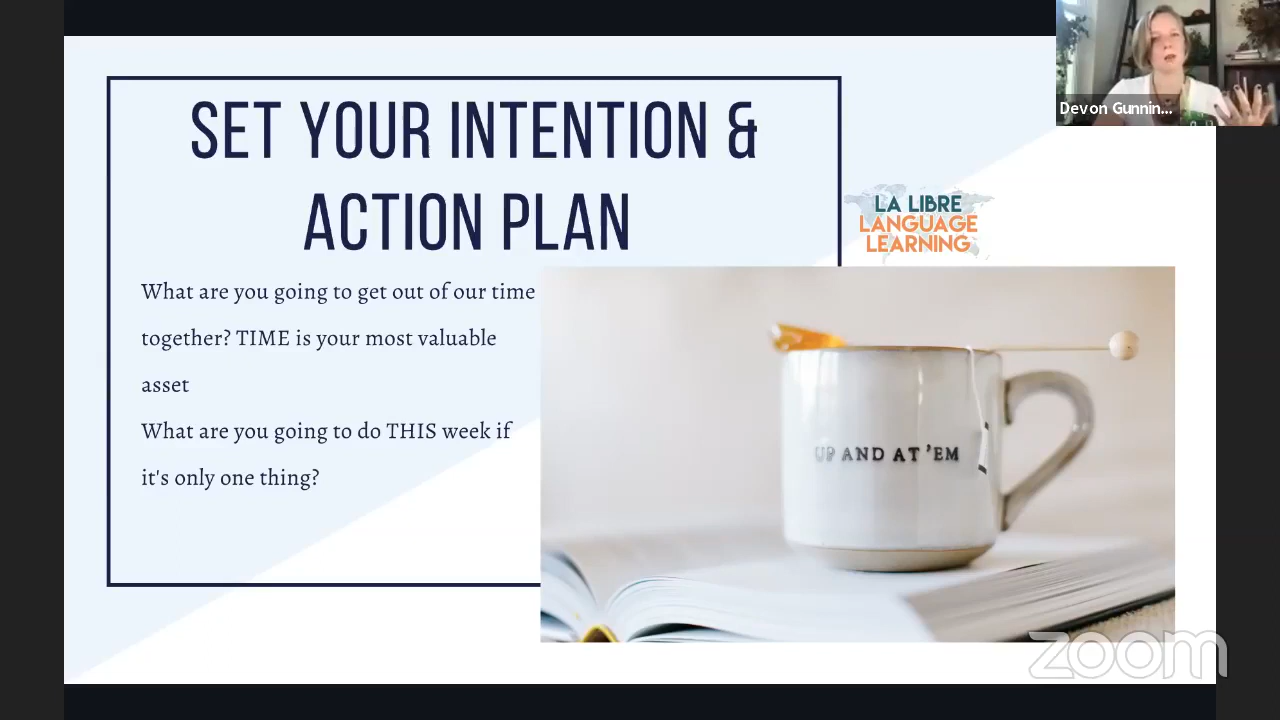 SET YOUR INTENTION &
ACTION PLAN
What are you going to get out of our time
together? TIME is your most valuable
asset
What are you going to do THIS week if
it's only one thing?
LA LIBRE
LANGUAGE
LEARNING
UP AND AT 'EM
Devon Gunnin...
zoom